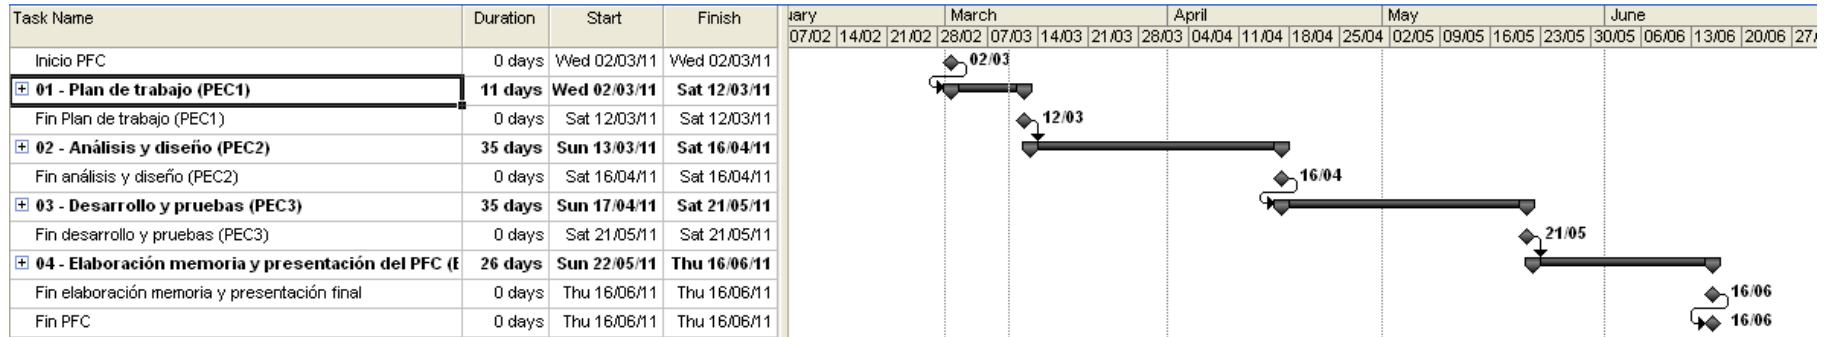 Task Name Duration Start Finish uary March April May June
07/02 14/02 21/02 28/02 07/03 14/03 21/03 28/03 04/04 11/04 18/04 25/04 02/05 09/05 16/05 23/05 30/05 06/06 13/06 20/06 27/
Inicio PFC 0 days Wed 02/03/11 Wed 02/03/11 02/03
01 - Plan de trabajo (PEC1) 11 days Wed 02/03/11 Sat 12/03/11
Fin Plan de trabajo (PEC1) 0 days Sat 12/03/11 Sat 12/03/11 12/03
02 - Análisis y diseño (PEC2) 35 days Sun 13/03/11 Sat 16/04/11
Fin análisis y diseño (PEC2) 0 days Sat 16/04/11 Sat 16/04/11 16/04
03 - Desarrollo y pruebas (PEC3) 35 days Sun 17/04/11 Sat 21/05/11
Fin desarrollo y pruebas (PEC3) 0 days Sat 21/05/11 Sat 21/05/11 21/05
04 - Elaboración memoria y presentación del PFC (E 26 days Sun 22/05/11 Thu 16/06/11
Fin elaboración memoria y presentación final 0 days Thu 16/06/11 Thu 16/06/11 16/06
Fin PFC 0 days Thu 16/06/11 Thu 16/06/11 16/06